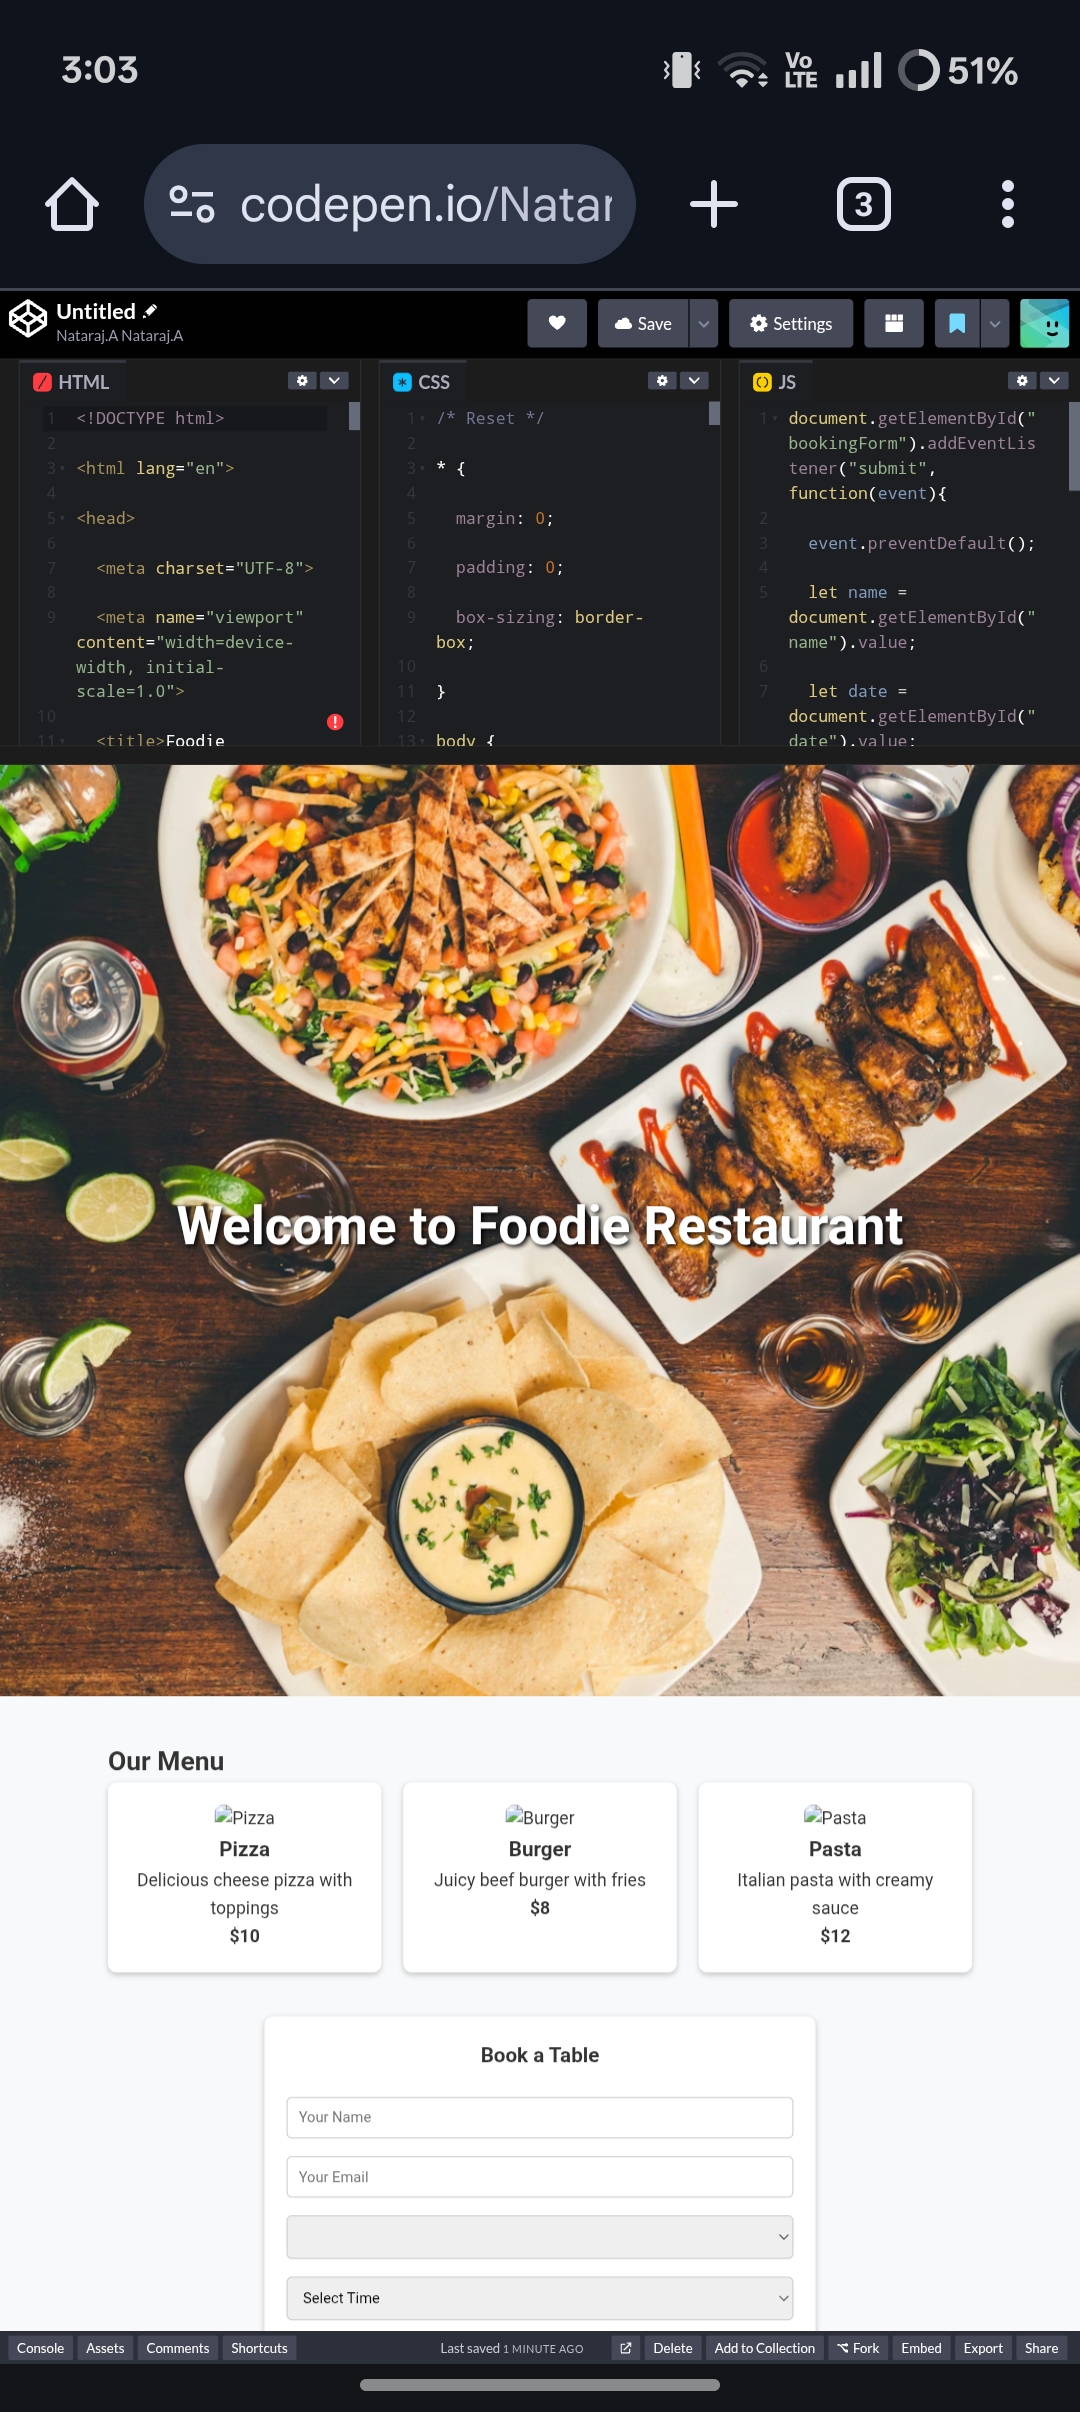 3:03
Vo
LTE
51%
codepen.io/Natar
3
Untitled
Nataraj.A Nataraj.A
Save
Settings
HTML
1 <!DOCTYPE html>
2
3 <html lang="en">
4
5 <head>
6
7 <meta charset="UTF-8">
8
9 <meta name="viewport"
content="width=device-
width, initial-
scale=1.0">
10
11 <title>Foodie
CSS
1 /* Reset */
2
3 * {
4
5 margin: 0;
6
7 padding: 0;
8
9 box-sizing: border-
box;
10
11 }
12
13 body {
JS
1 document.getElementById("
bookingForm").addEventLis
tener("submit",
function(event){
2
3 event.preventDefault();
4
5 let name =
document.getElementById("
name").value;
6
7 let date =
document.getElementById("
date").value;
Welcome to Foodie Restaurant
Our Menu
Pizza
Pizza
Delicious cheese pizza with
toppings
$10
Burger
Burger
Juicy beef burger with fries
$8
Pasta
Pasta
Italian pasta with creamy
sauce
$12
Book a Table
Your Name
Your Email
Select Time
Console Assets Comments Shortcuts Last saved 1 MINUTE AGO Delete Add to Collection Fork Embed Export Share